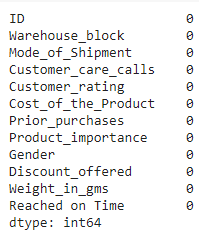 ID 0
Warehouse_block 0
Mode_of_Shipment 0
Customer_care_calls 0
Customer_rating 0
Cost_of_the_Product 0
Prior_purchases 0
Product_importance 0
Gender 0
Discount_offered 0
Weight_in_gms 0
Reached on Time 0
dtype: int64